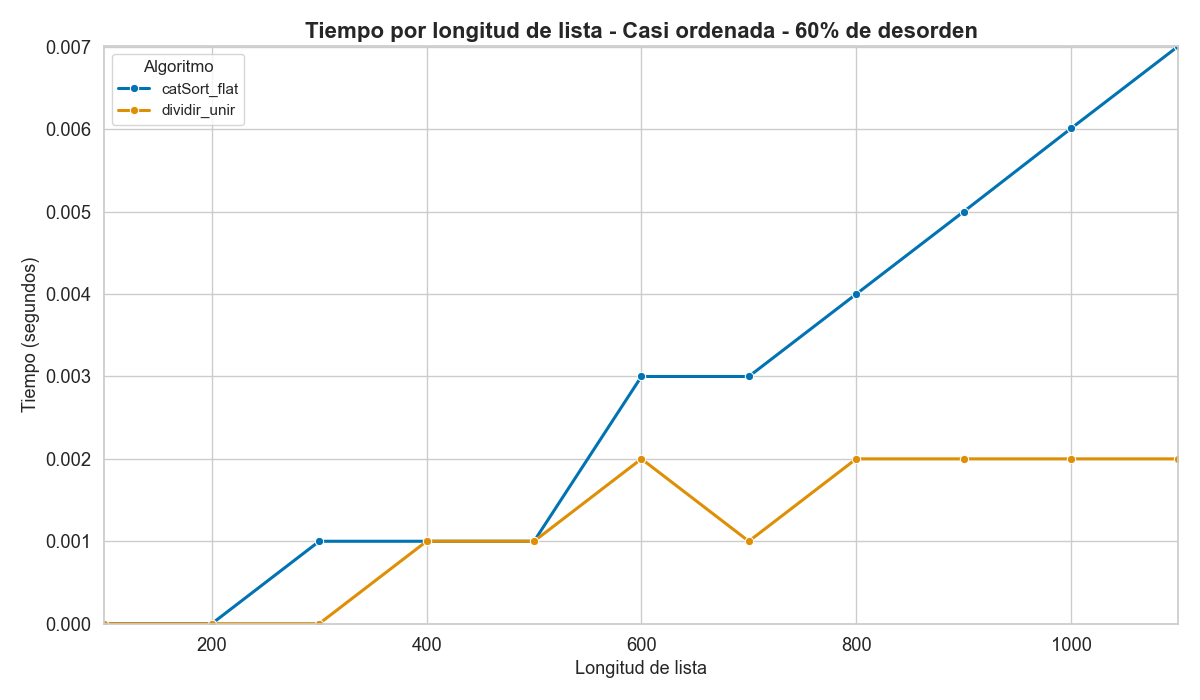 Tiempo por longitud de lista - Casi ordenada - 60% de desorden
Algoritmo
catSort_flat
dividir_unir
Tiempo (segundos)
0.007
0.006
0.005
0.004
0.003
0.002
0.001
0.000
200 400 600 800 1000
Longitud de lista